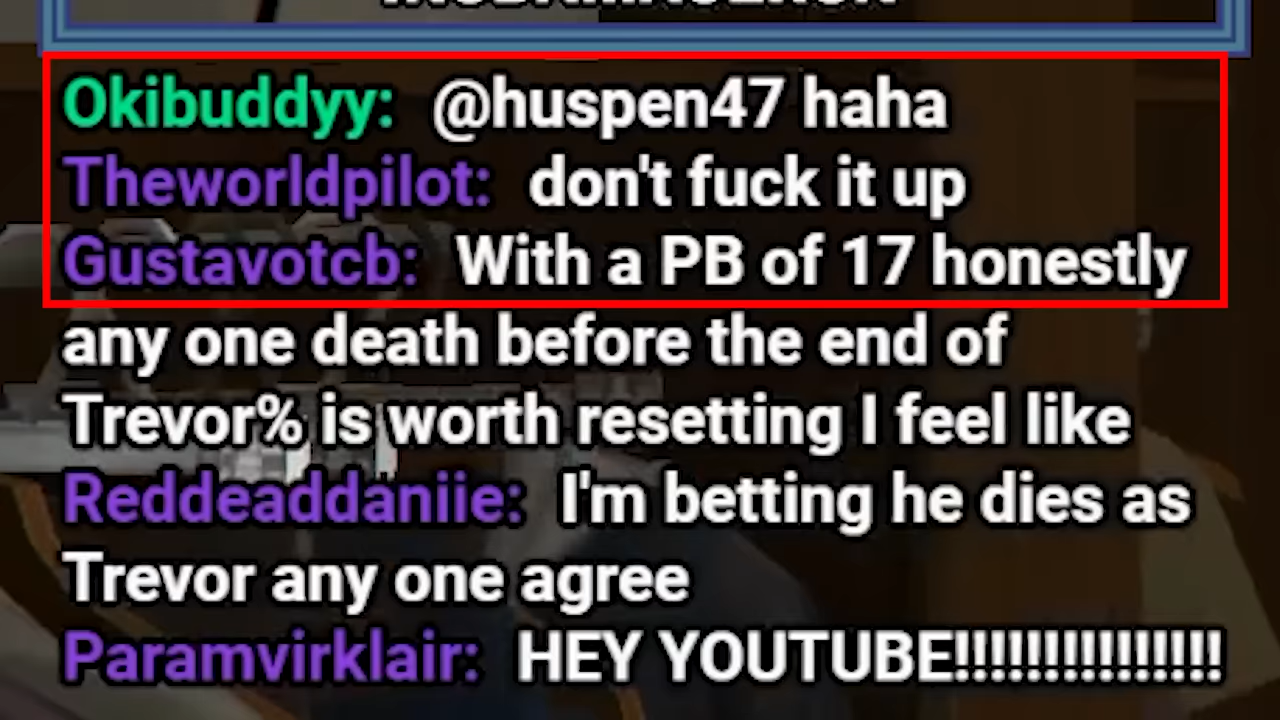 Okibuddyy: @huspen47 haha
Theworldpilot: don't fuck it up
Gustavotcb: With a PB of 17 honestly
any one death before the end of
Trevor% is worth resetting I feel like
Reddeaddaniie: I'm betting he dies as
Trevor any one agree
Paramvirklair: HEY YOUTUBE!!!!!!!!!!!!!!!